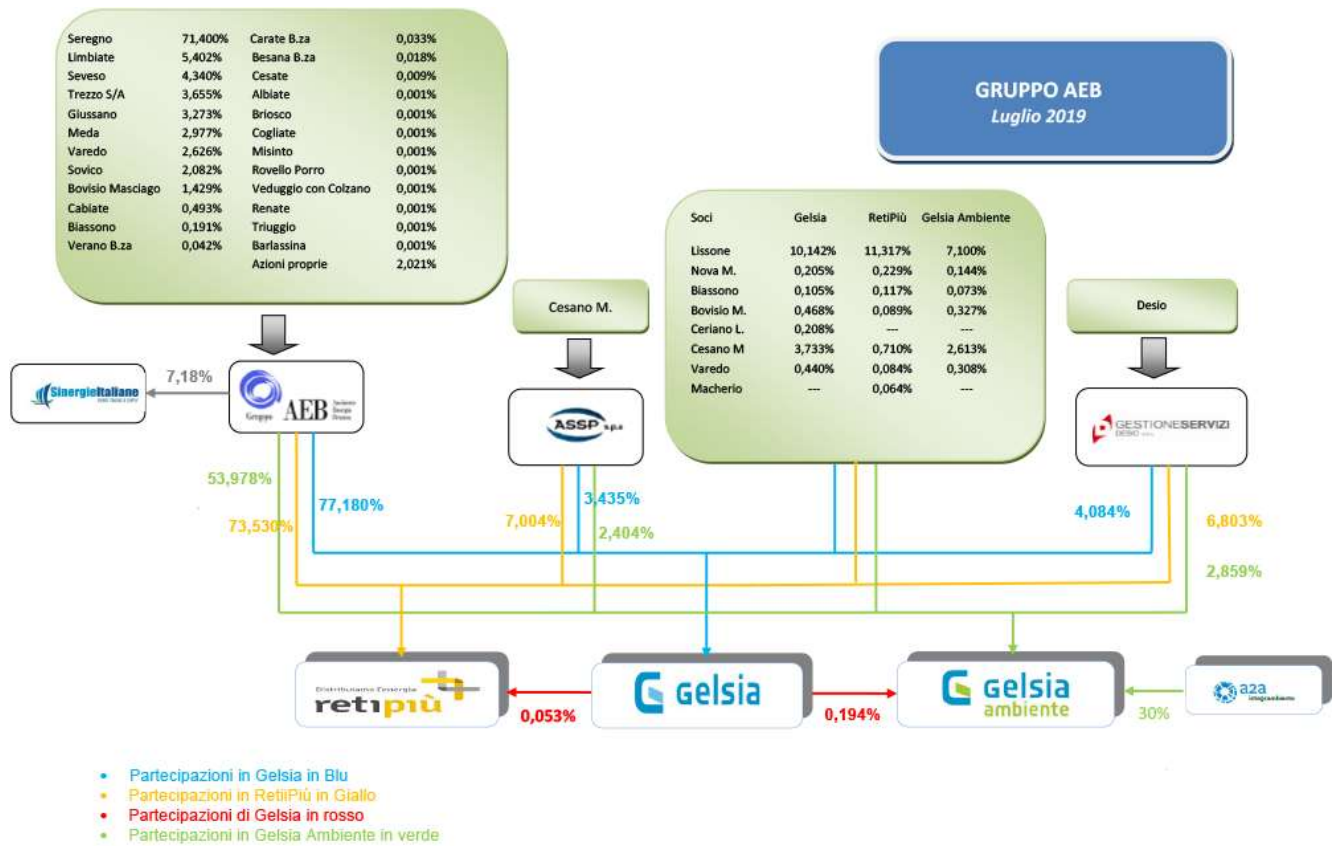 Seregno 71,400% Carate B.za 0,033%
Limbiate 5,402% Besana B.za 0,018%
Seveso 4,340% Cesate 0,009%
Trezzo S/A 3,655% Albiate 0,001%
Giussano 3,273% Briosco 0,001%
Meda 2,977% Cogliate 0,001%
Varedo 2,626% Misinto 0,001%
Sovico 2,082% Rovello Porro 0,001%
Bovisio Masciago 1,429% Veduggio con Colzano 0,001%
Cabiate 0,493% Renate 0,001%
Biassono 0,191% Triuggio 0,001%
Verano B.za 0,042% Barlassina 0,001%
Azioni proprie 2,021%
GRUPPO AEB
Luglio 2019
Soci Gelsia RetiPiù Gelsia Ambiente
Lissone 10,142% 11,317% 7,100%
Nova M. 0,205% 0,229% 0,144%
Biassono 0,105% 0,117% 0,073%
Bovisio M. 0,468% 0,089% 0,327%
Ceriano L. 0,208% --- ---
Cesano M 3,733% 0,710% 2,613%
Varedo 0,440% 0,084% 0,308%
Macherio --- 0,064% ---
Cesano M.
Desio
SinergieItaliane
7,18%
Gruppo AEB
ASSP s.p.a
GESTIONESERVIZI
DESIO
53,978%
77,180%
73,530%
7,004%
3,435%
2,404%
4,084%
6,803%
2,859%
Distribuiamo l'energia
retipiù
0,053%
Gelsia
0,194%
Gelsia
ambiente
30%
a2a
• Partecipazioni in Gelsia in Blu
• Partecipazioni in RetiIPiù in Giallo
• Partecipazioni di Gelsia in rosso
• Partecipazioni in Gelsia Ambiente in verde